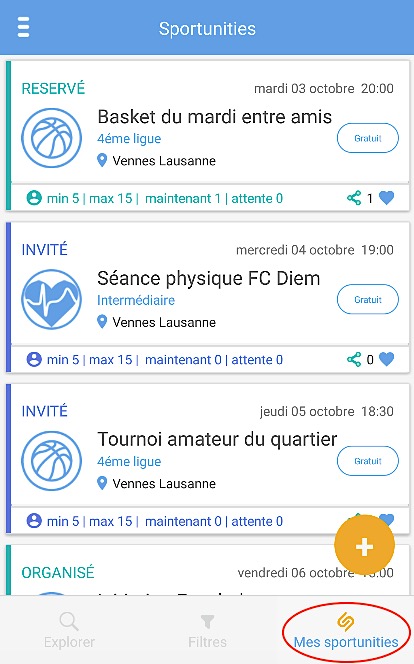 Sportunities
RESERVÉ mardi 03 octobre 20:00
Basket du mardi entre amis
4éme ligue
Gratuit
Vennes Lausanne
min 5 | max 15 | maintenant 1 | attente 0 1
INVITÉ mercredi 04 octobre 19:00
Séance physique FC Diem
Intermédiaire
Gratuit
Vennes Lausanne
min 5 | max 15 | maintenant 0 | attente 0 0
INVITÉ jeudi 05 octobre 18:30
Tournoi amateur du quartier
4éme ligue
Gratuit
Vennes Lausanne
min 5 | max 15 | maintenant 0 | attente 0
+
ORGANISÉ vendredi 06 octobre
Explorer Filtres Mes sportunities